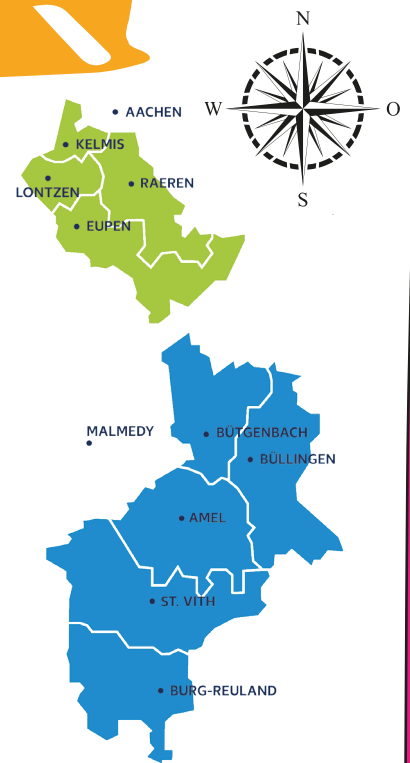 N
AACHEN
W
O
KELMIS
RAEREN
LONTZEN
S
EUPEN
MALMEDY
BÜTGENBACH
BÜLLINGEN
AMEL
ST. VITH
BURG-REULAND